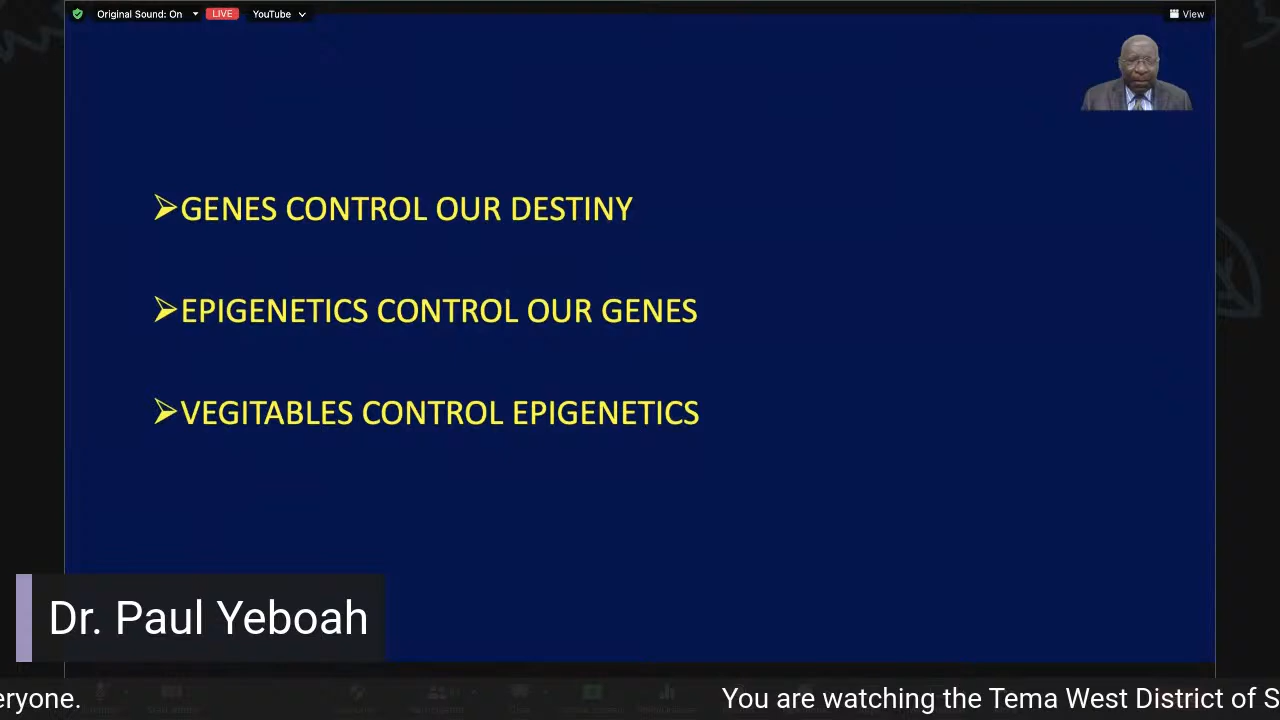 Original Sound: On LIVE YouTube View
➢GENES CONTROL OUR DESTINY
➢EPIGENETICS CONTROL OUR GENES
➢VEGITABLES CONTROL EPIGENETICS
Dr. Paul Yeboah
eryone. You are watching the Tema West District of S